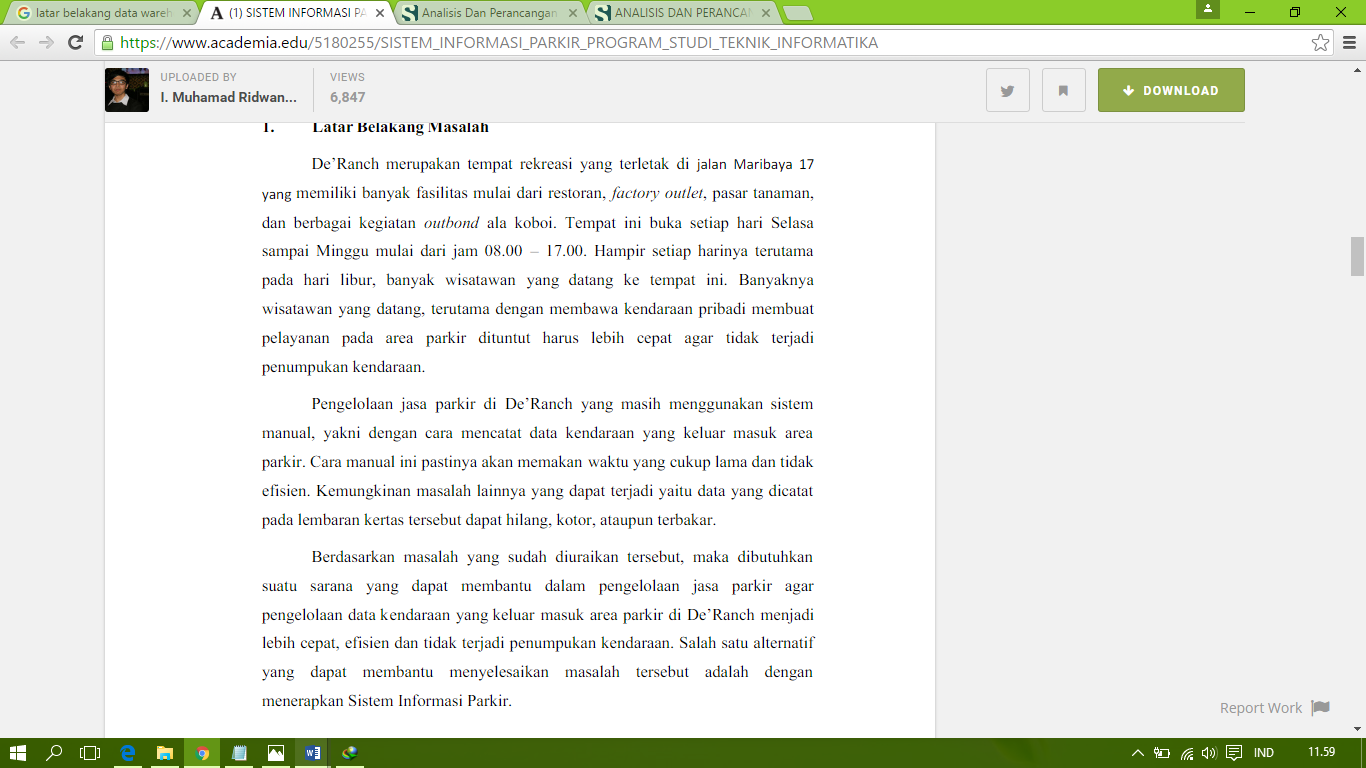 latar belakang data wareh
(1) SISTEM INFORMASI PA
Analisis Dan Perancangan
ANALISIS DAN PERANCAN
https://www.academia.edu/5180255/SISTEM_INFORMASI_PARKIR_PROGRAM_STUDI_TEKNIK_INFORMATIKA
UPLOADED BY
I. Muhamad Ridwan...
VIEWS
6,847
DOWNLOAD
1. Latar Belakang Masalah
De’Ranch merupakan tempat rekreasi yang terletak di jalan Maribaya 17
yang memiliki banyak fasilitas mulai dari restoran, factory outlet, pasar tanaman,
dan berbagai kegiatan outbond ala koboi. Tempat ini buka setiap hari Selasa
sampai Minggu mulai dari jam 08.00 – 17.00. Hampir setiap harinya terutama
pada hari libur, banyak wisatawan yang datang ke tempat ini. Banyaknya
wisatawan yang datang, terutama dengan membawa kendaraan pribadi membuat
pelayanan pada area parkir dituntut harus lebih cepat agar tidak terjadi
penumpukan kendaraan.
Pengelolaan jasa parkir di De’Ranch yang masih menggunakan sistem
manual, yakni dengan cara mencatat data kendaraan yang keluar masuk area
parkir. Cara manual ini pastinya akan memakan waktu yang cukup lama dan tidak
efisien. Kemungkinan masalah lainnya yang dapat terjadi yaitu data yang dicatat
pada lembaran kertas tersebut dapat hilang, kotor, ataupun terbakar.
Berdasarkan masalah yang sudah diuraikan tersebut, maka dibutuhkan
suatu sarana yang dapat membantu dalam pengelolaan jasa parkir agar
pengelolaan data kendaraan yang keluar masuk area parkir di De’Ranch menjadi
lebih cepat, efisien dan tidak terjadi penumpukan kendaraan. Salah satu alternatif
yang dapat membantu menyelesaikan masalah tersebut adalah dengan
menerapkan Sistem Informasi Parkir.
Report Work
IND
11.59